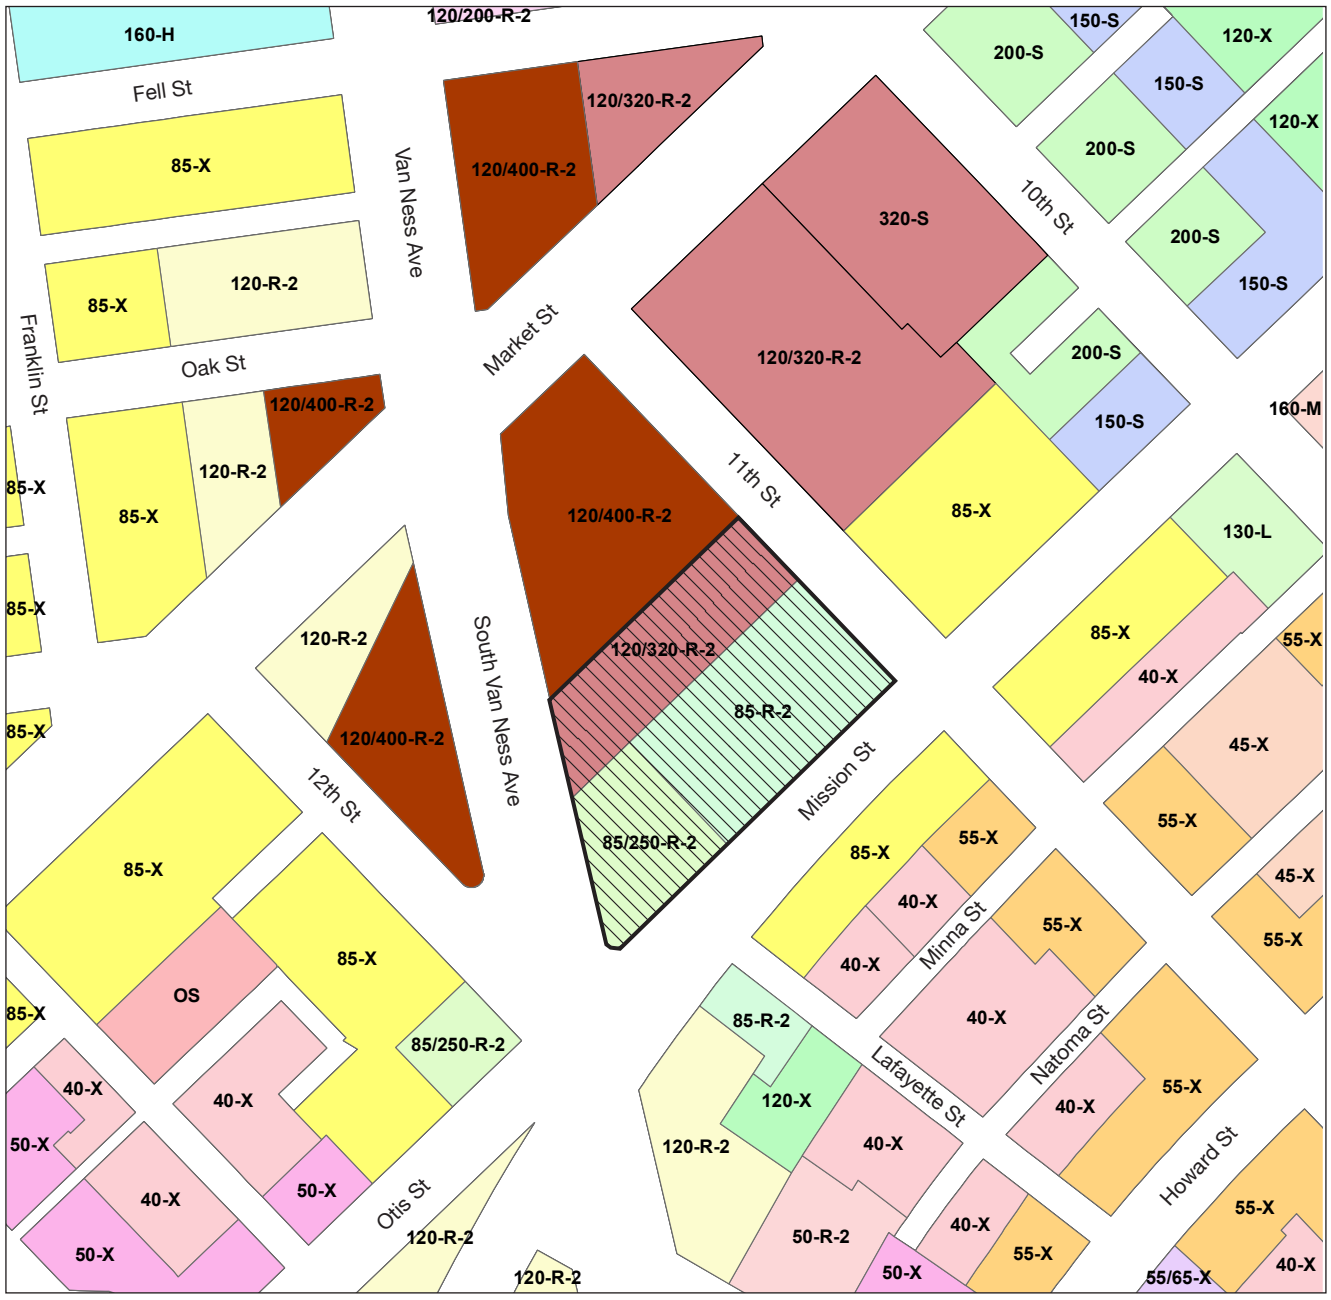 120/200-R-2
150-S
160-H
120-X
200-S
150-S
Fell St
120/320-R-2
120-X
200-S
85-X
120/400-R-2
Van Ness Ave
10th St
320-S
200-S
120-R-2
150-S
85-X
Market St
Franklin St
Oak St
120/320-R-2
200-S
120/400-R-2
160-M
150-S
120-R-2
85-X
11th St
85-X
85-X
120/400-R-2
130-L
85-X
120-R-2
85-X
120/320-R-2
55-X
South Van Ness Ave
40-X
85-R-2
85-X
120/400-R-2
45-X
12th St
Mission St
55-X
85/250-R-2
85-X
55-X
85-X
45-X
40-X
Minna St
55-X
55-X
85-X
40-X
OS
85-X
85-R-2
40-X
Natoma St
85/250-R-2
Lafayette St
40-X
40-X
120-X
55-X
40-X
50-X
120-R-2
40-X
Howard St
50-X
40-X
Otis St
55-X
40-X
120-R-2
50-R-2
50-X
55-X
40-X
120-R-2
50-X
55/65-X